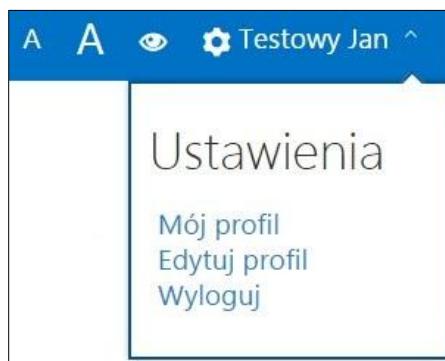 A A Testowy Jan
Ustawienia
Mój profil
Edytuj profil
Wyloguj